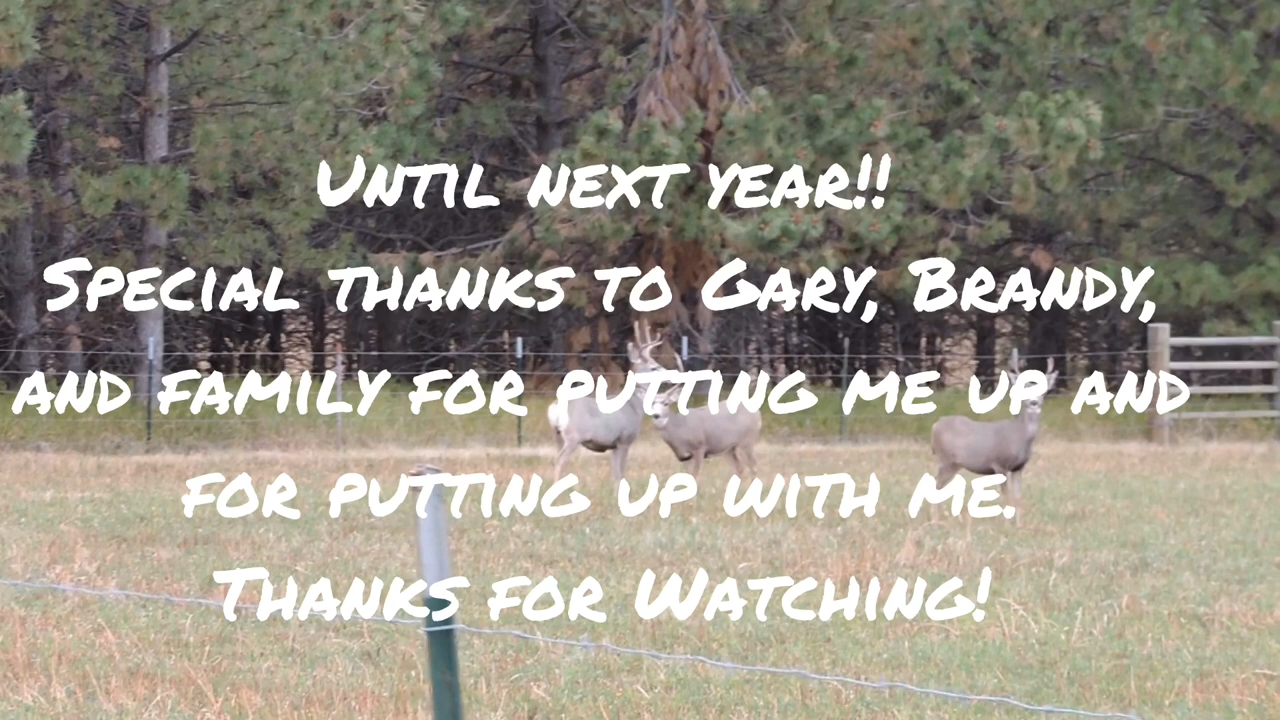 Until next year!!
Special thanks to Gary, Brandy,
and family for putting me up and
for putting up with me.
Thanks for Watching!